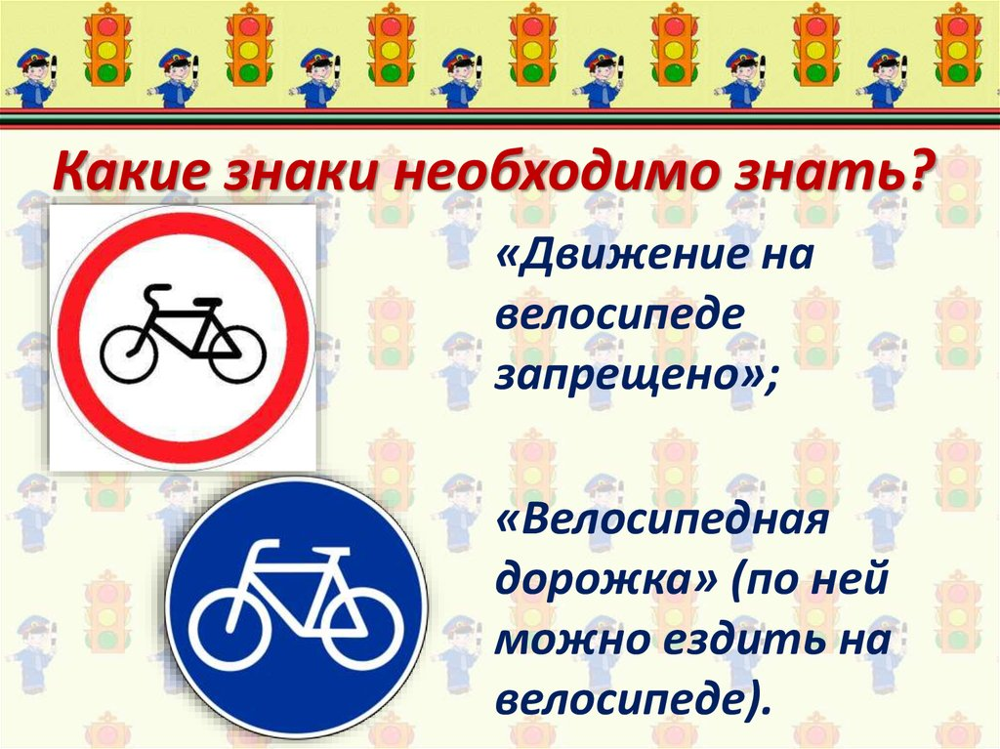 Какие знаки необходимо знать?
«Движение на
велосипеде
запрещено»;
«Велосипедная
дорожка» (по ней
можно ездить на
велосипеде).